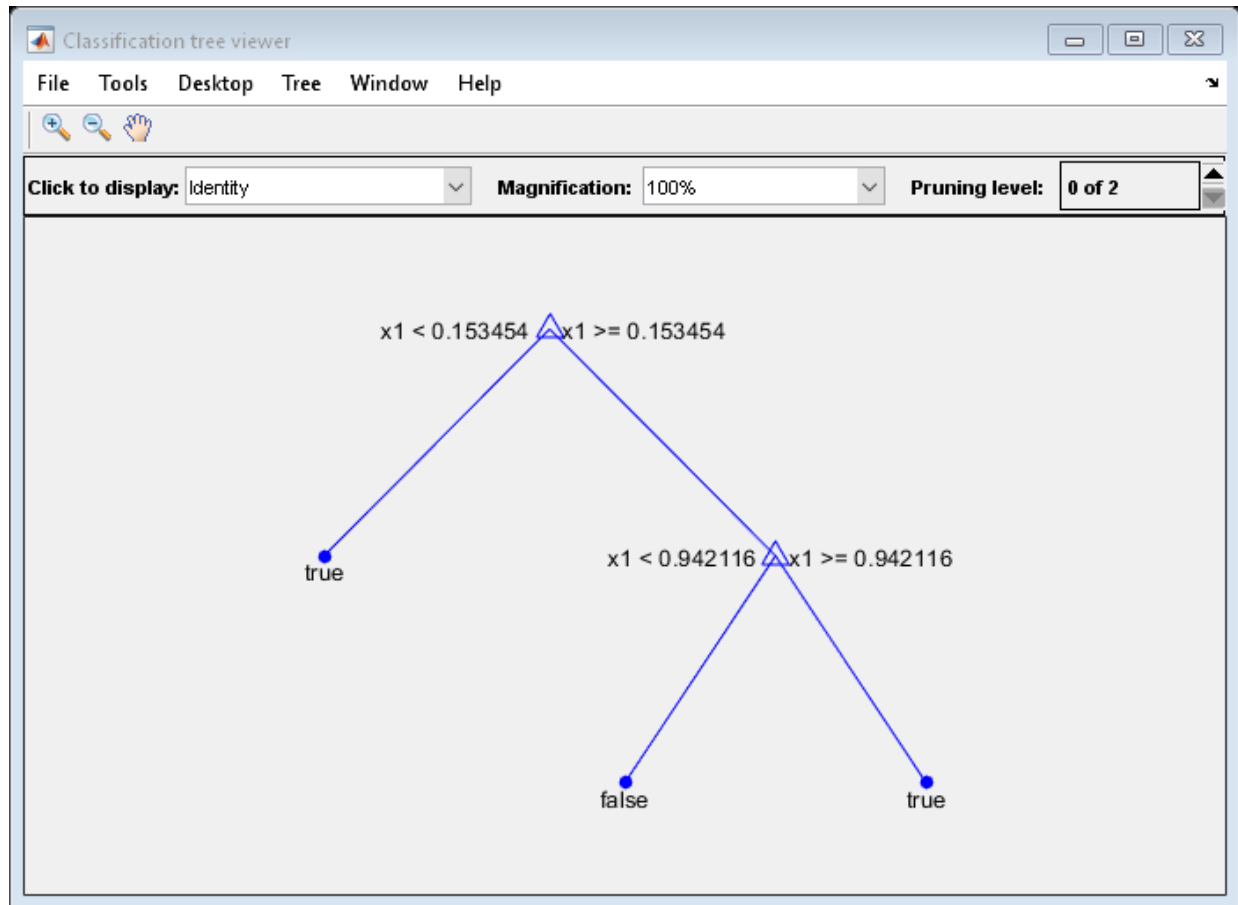 Classification tree viewer
File Tools Desktop Tree Window Help
Click to display: Identity Magnification: 100% Pruning level: 0 of 2
x1 < 0.153454 x1 >= 0.153454
true
x1 < 0.942116 x1 >= 0.942116
false true